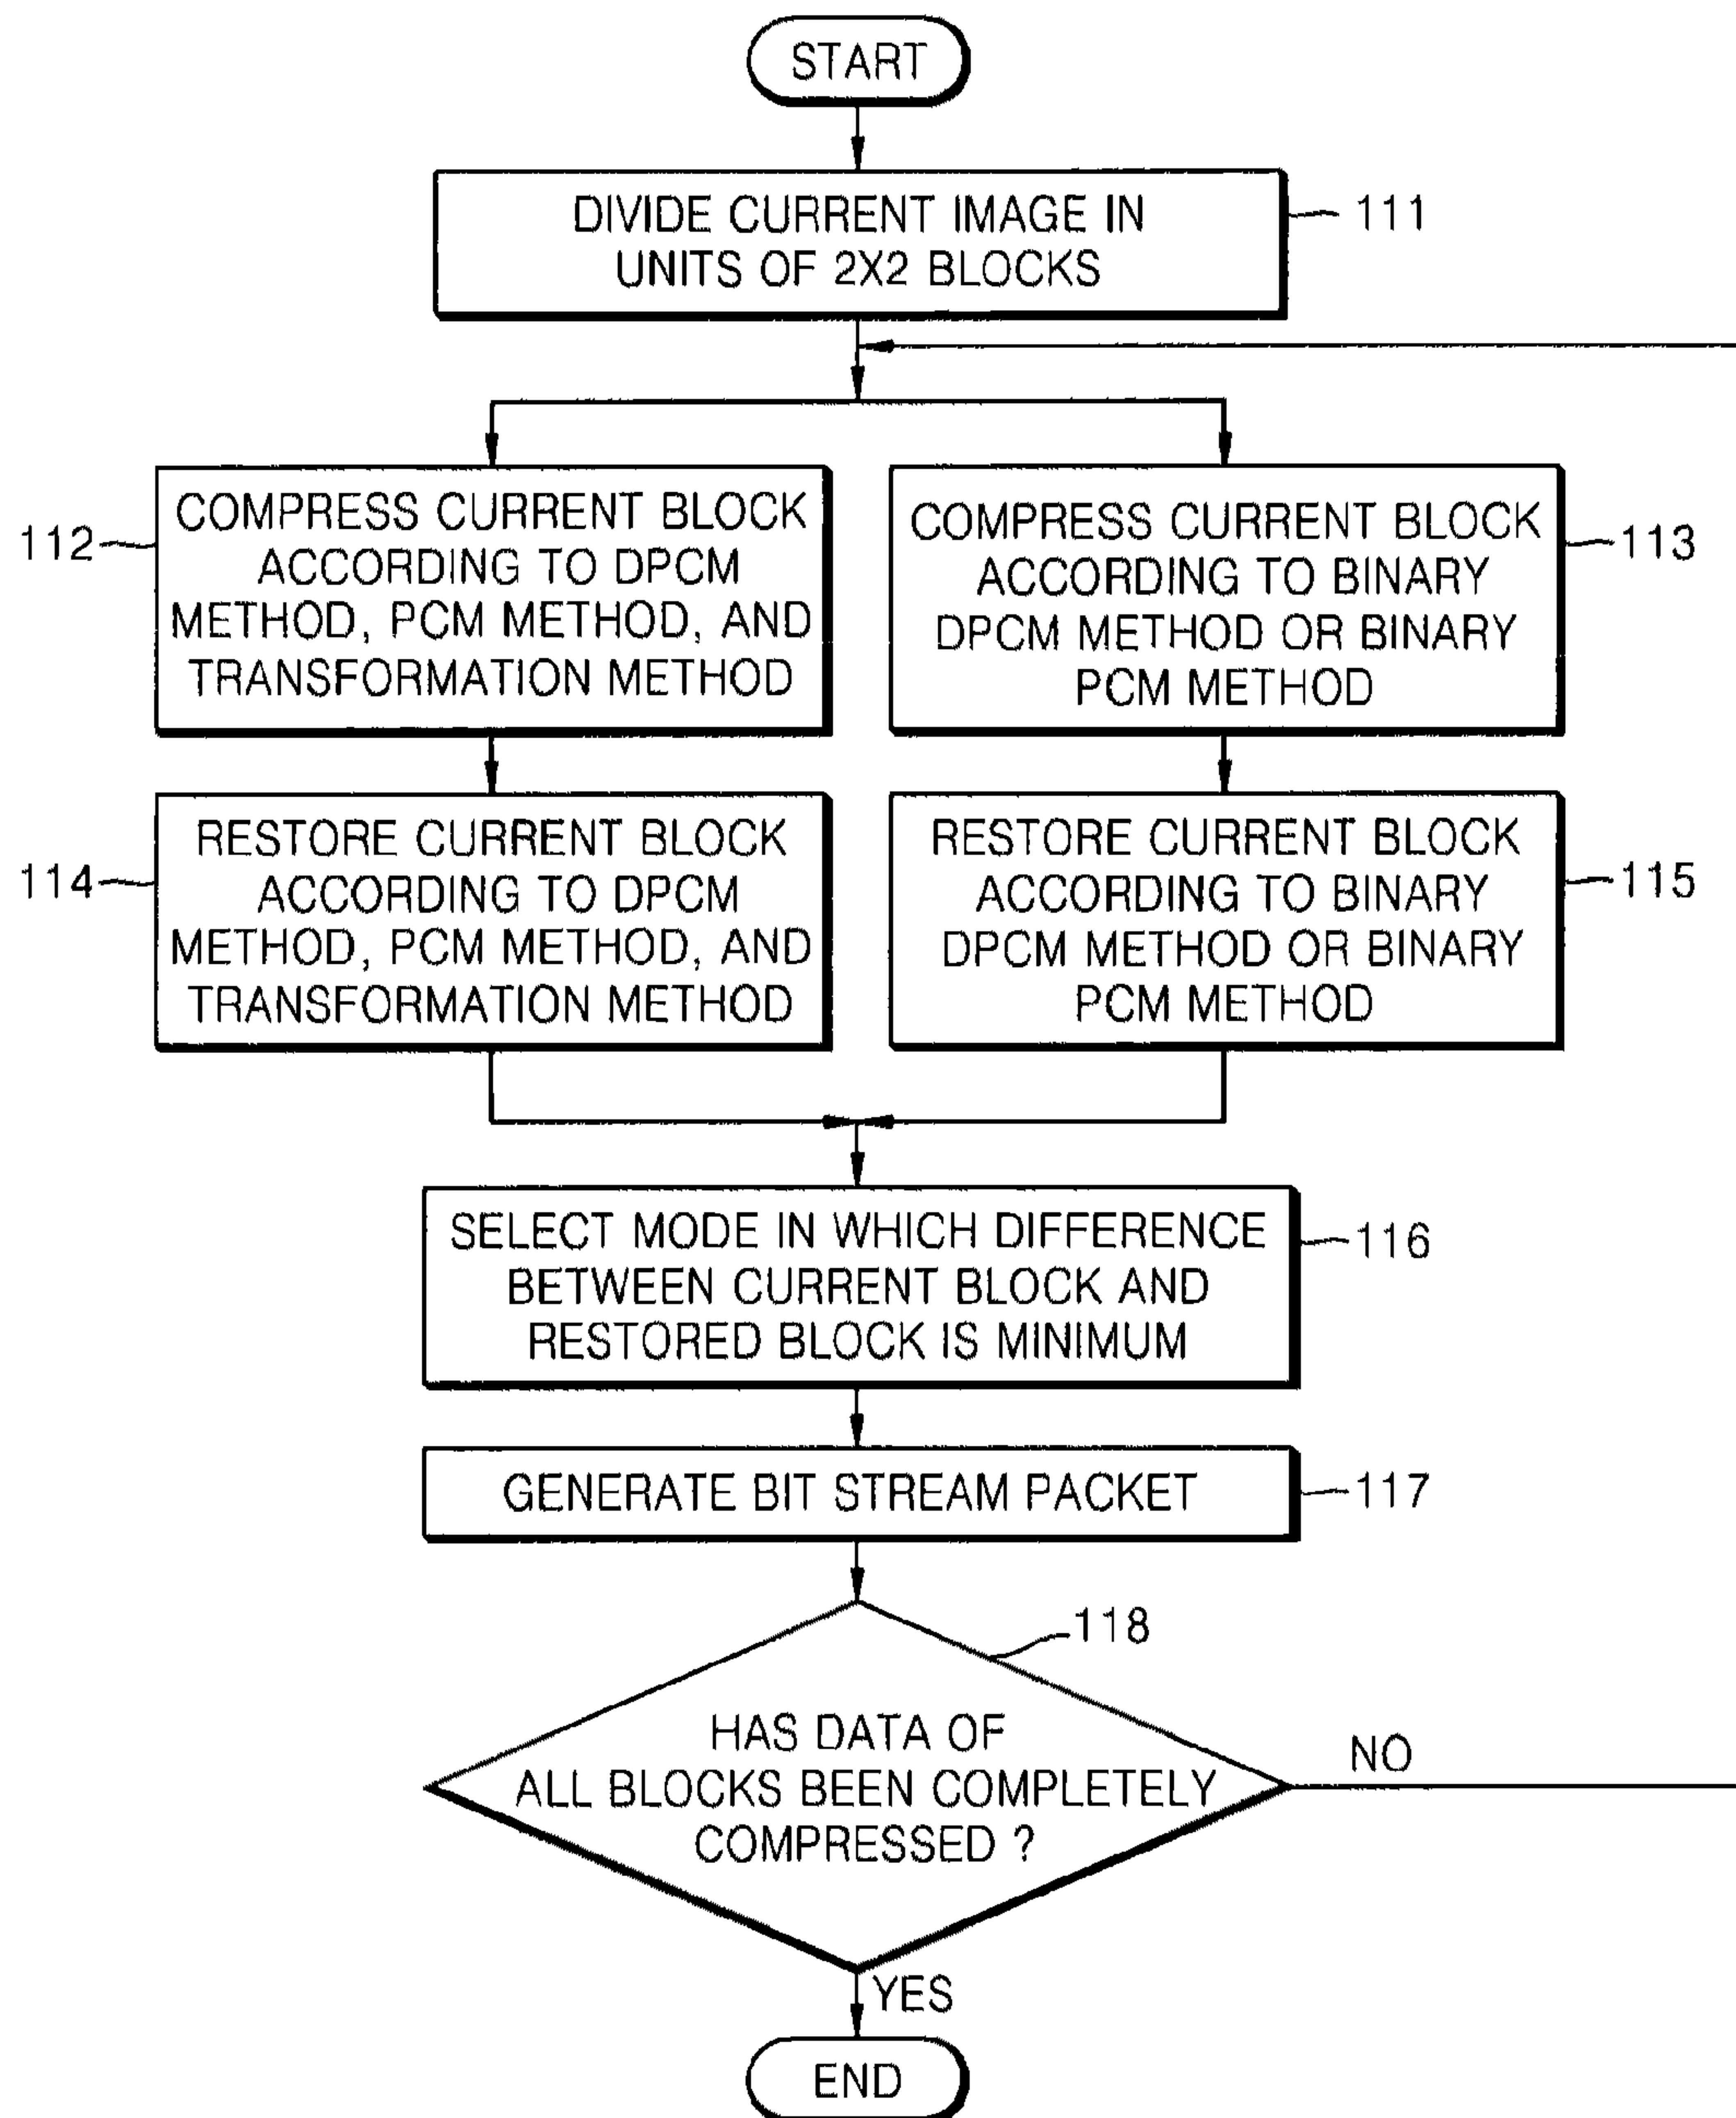 START
DIVIDE CURRENT IMAGE IN
UNITS OF 2X2 BLOCKS
111
112
COMPRESS CURRENT BLOCK
ACCORDING TO DPCM
METHOD, PCM METHOD, AND
TRANSFORMATION METHOD
COMPRESS CURRENT BLOCK
ACCORDING TO BINARY
DPCM METHOD OR BINARY
PCM METHOD
113
114
RESTORE CURRENT BLOCK
ACCORDING TO DPCM
METHOD, PCM METHOD, AND
TRANSFORMATION METHOD
RESTORE CURRENT BLOCK
ACCORDING TO BINARY
DPCM METHOD OR BINARY
PCM METHOD
115
SELECT MODE IN WHICH DIFFERENCE
BETWEEN CURRENT BLOCK AND
RESTORED BLOCK IS MINIMUM
116
GENERATE BIT STREAM PACKET
117
118
HAS DATA OF
ALL BLOCKS BEEN COMPLETELY
COMPRESSED ?
NO
YES
END